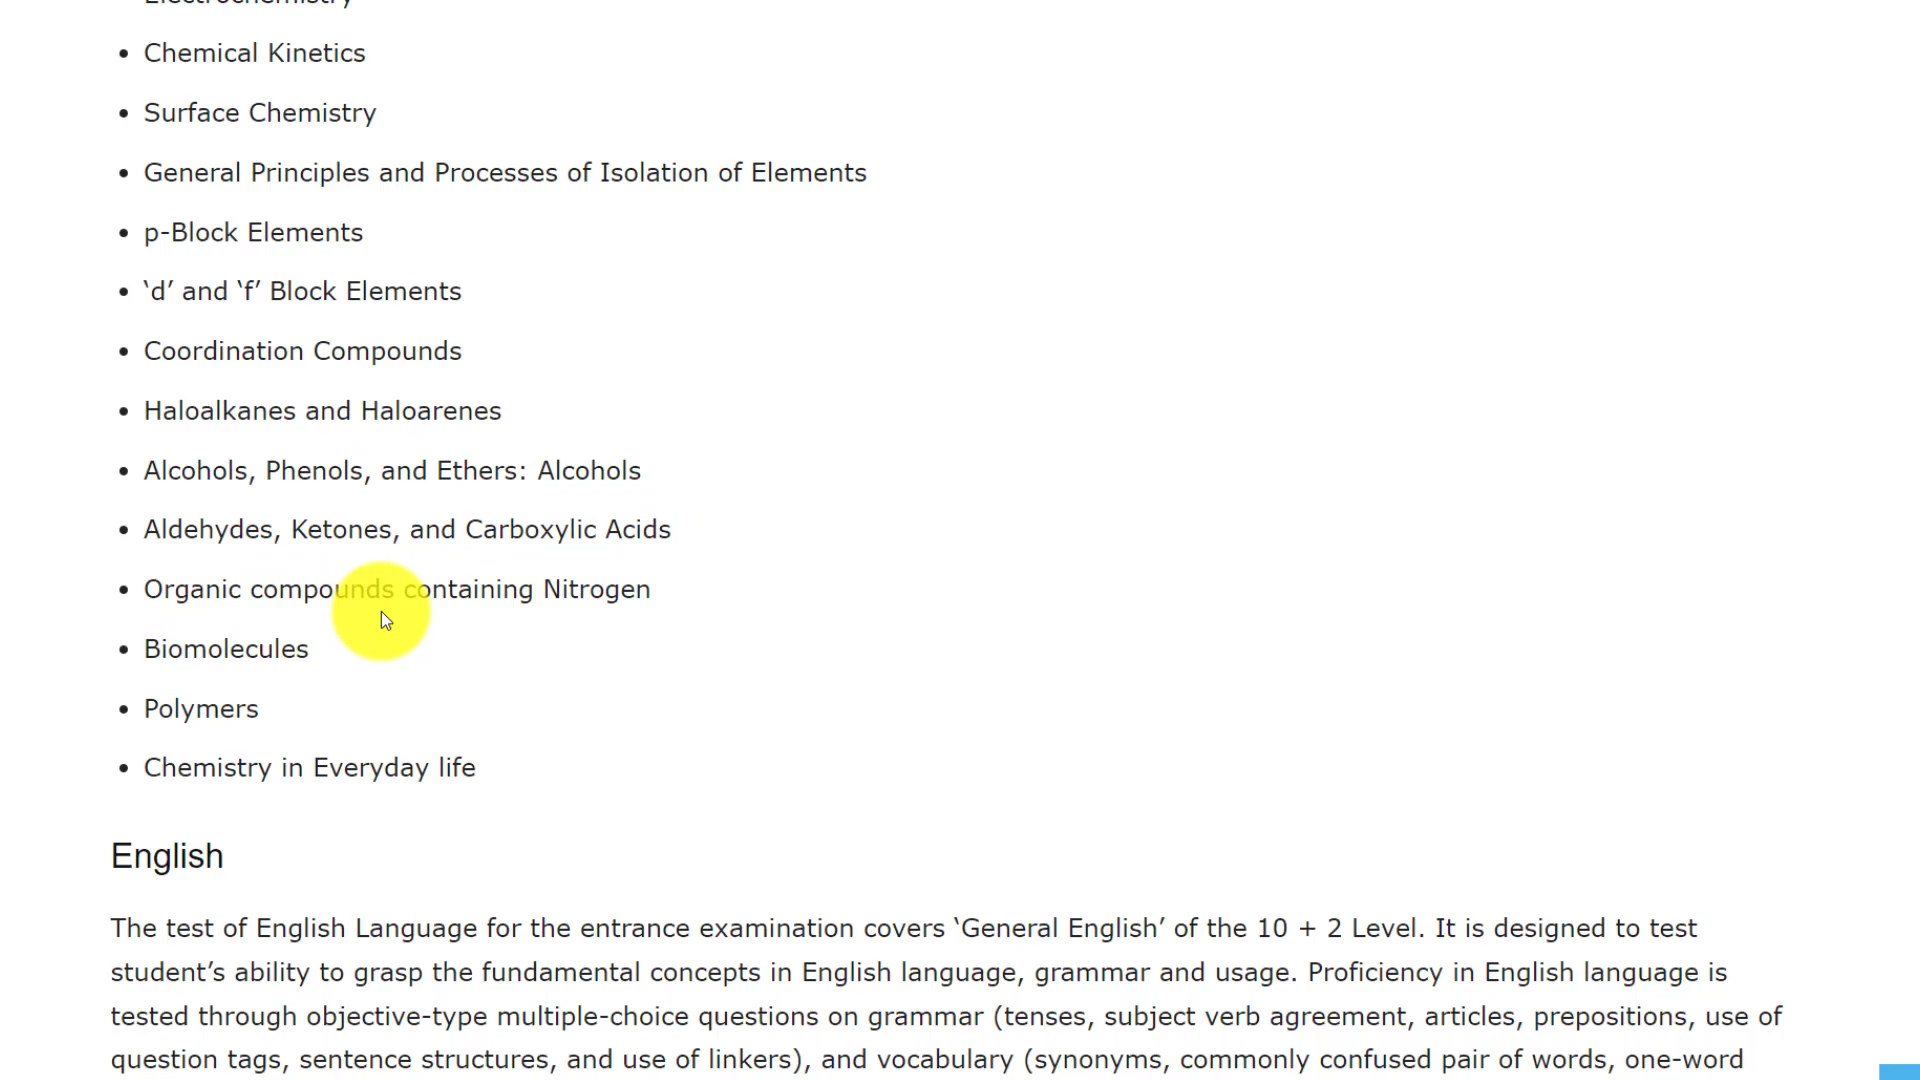 Electrochemistry
• Chemical Kinetics
• Surface Chemistry
• General Principles and Processes of Isolation of Elements
• p-Block Elements
• ‘d’ and ‘f’ Block Elements
• Coordination Compounds
• Haloalkanes and Haloarenes
• Alcohols, Phenols, and Ethers: Alcohols
• Aldehydes, Ketones, and Carboxylic Acids
• Organic compounds containing Nitrogen
• Biomolecules
• Polymers
• Chemistry in Everyday life
English
The test of English Language for the entrance examination covers ‘General English’ of the 10 + 2 Level. It is designed to test
student’s ability to grasp the fundamental concepts in English language, grammar and usage. Proficiency in English language is
tested through objective-type multiple-choice questions on grammar (tenses, subject verb agreement, articles, prepositions, use of
question tags, sentence structures, and use of linkers), and vocabulary (synonyms, commonly confused pair of words, one-word